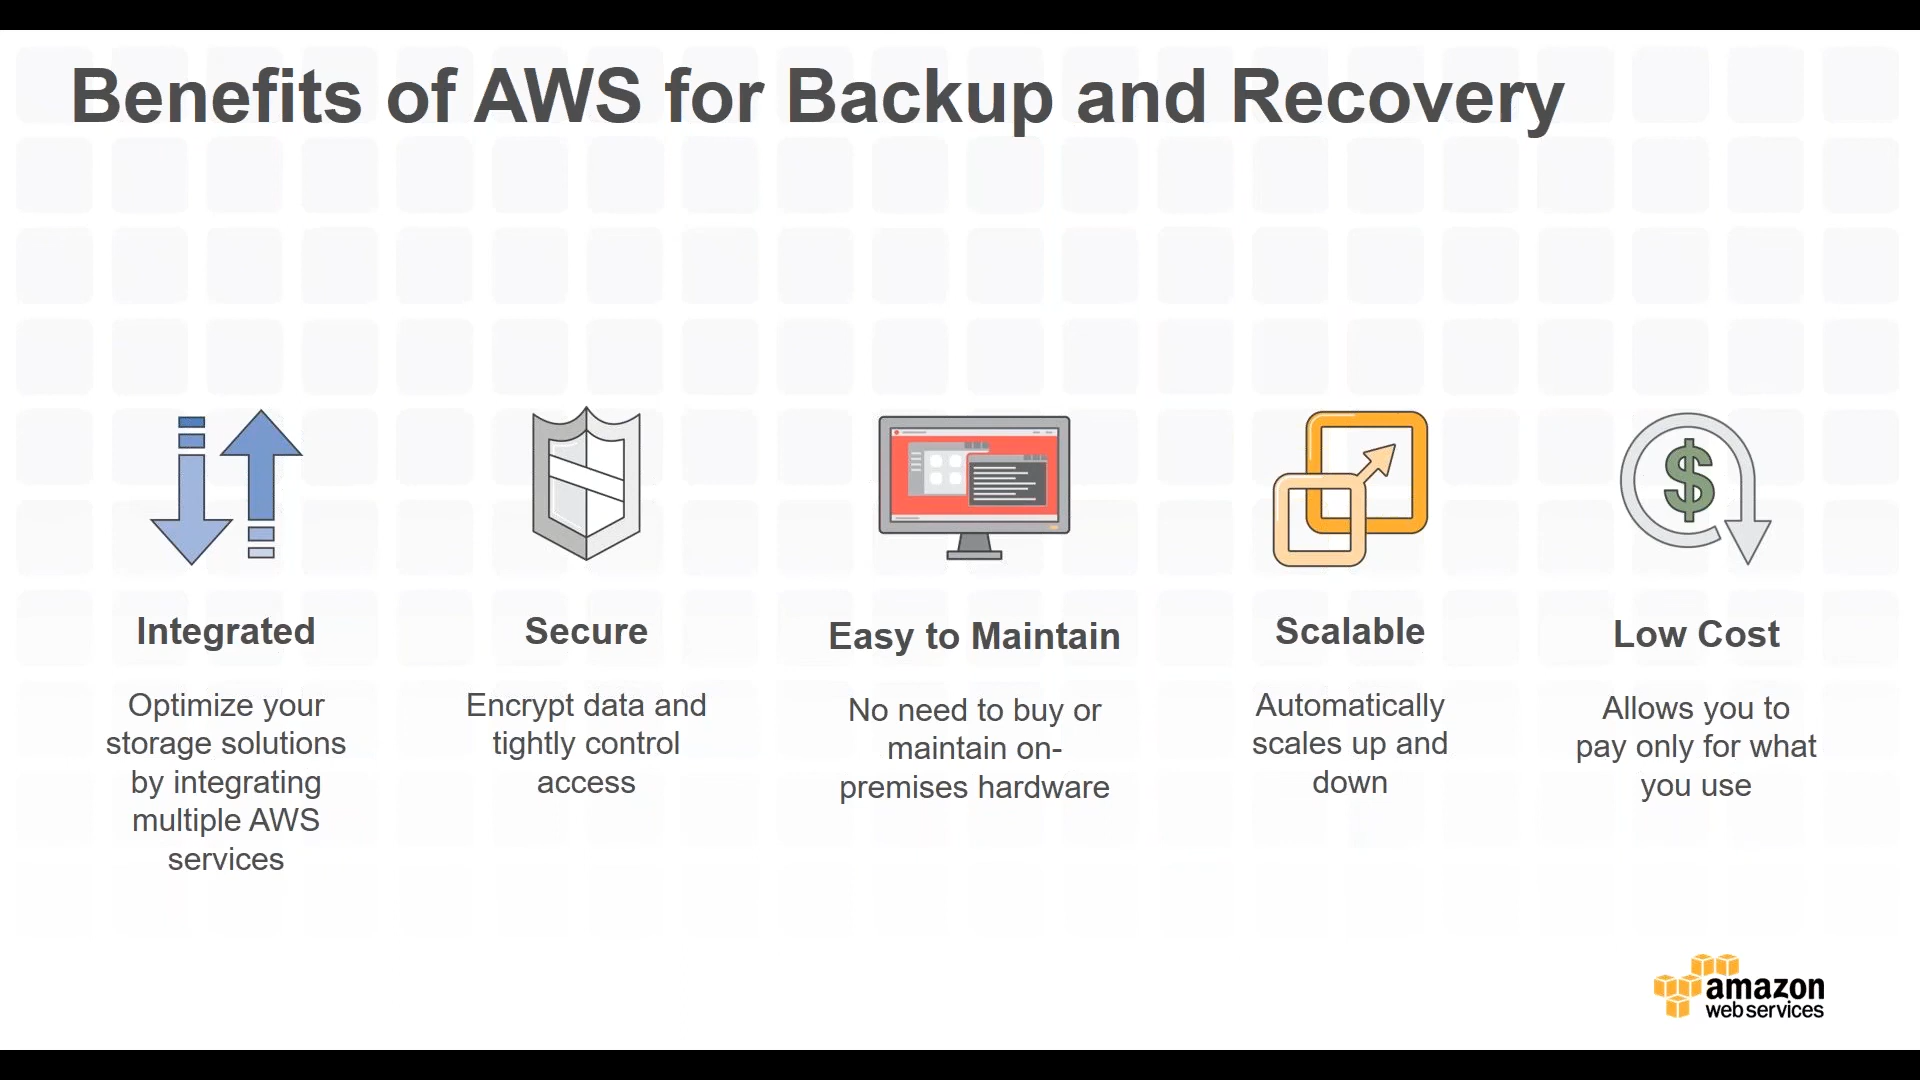 Benefits of AWS for Backup and Recovery
Integrated
Optimize your
storage solutions
by integrating
multiple AWS
services
Secure
Encrypt data and
tightly control
access
Easy to Maintain
No need to buy or
maintain on-
premises hardware
Scalable
Automatically
scales up and
down
$
Low Cost
Allows you to
pay only for what
you use
amazon
web services